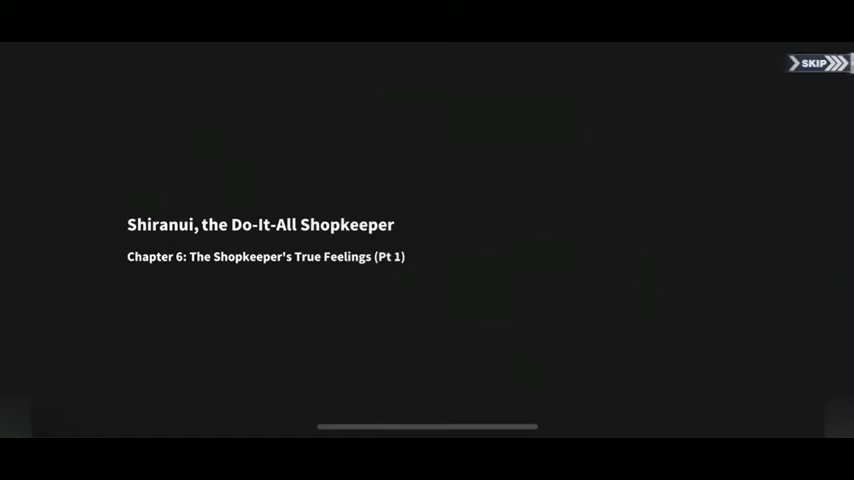 SKIP
Shiranui, the Do-It-All Shopkeeper
Chapter 6: The Shopkeeper's True Feelings (Pt 1)